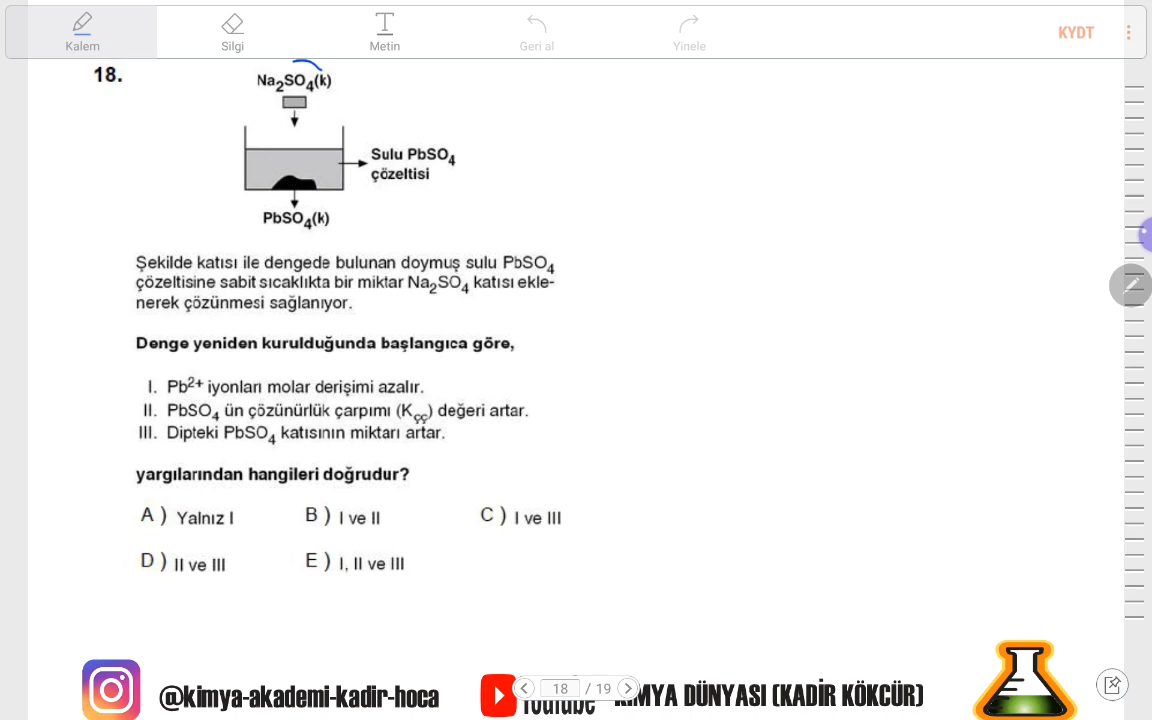 Kalem
Silgi
Metin
Geri al
Yinele
KYDT
18.
Na2SO4(k)
Sulu PbSO4
çözeltisi
PbSO4(k)
Şekilde katısı ile dengede bulunan doymuş sulu PbSO4
çözeltisine sabit sıcaklıkta bir miktar Na2SO4 katısı ekle-
nerek çözünmesi sağlanıyor.
Denge yeniden kurulduğunda başlangıca göre,
I. Pb2+ iyonları molar derişimi azalır.
II. PbSO4 ün çözünürlük çarpımı (Kçç) değeri artar.
III. Dipteki PbSO4 katısının miktarı artar.
yargılarından hangileri doğrudur?
A) Yalnız I
B) I ve II
C) I ve III
D) II ve III
E) I, II ve III
@kimya-akademi-kadir-hoca
18 / 19
DÜNYASI (KADİR KÖKCÜR)